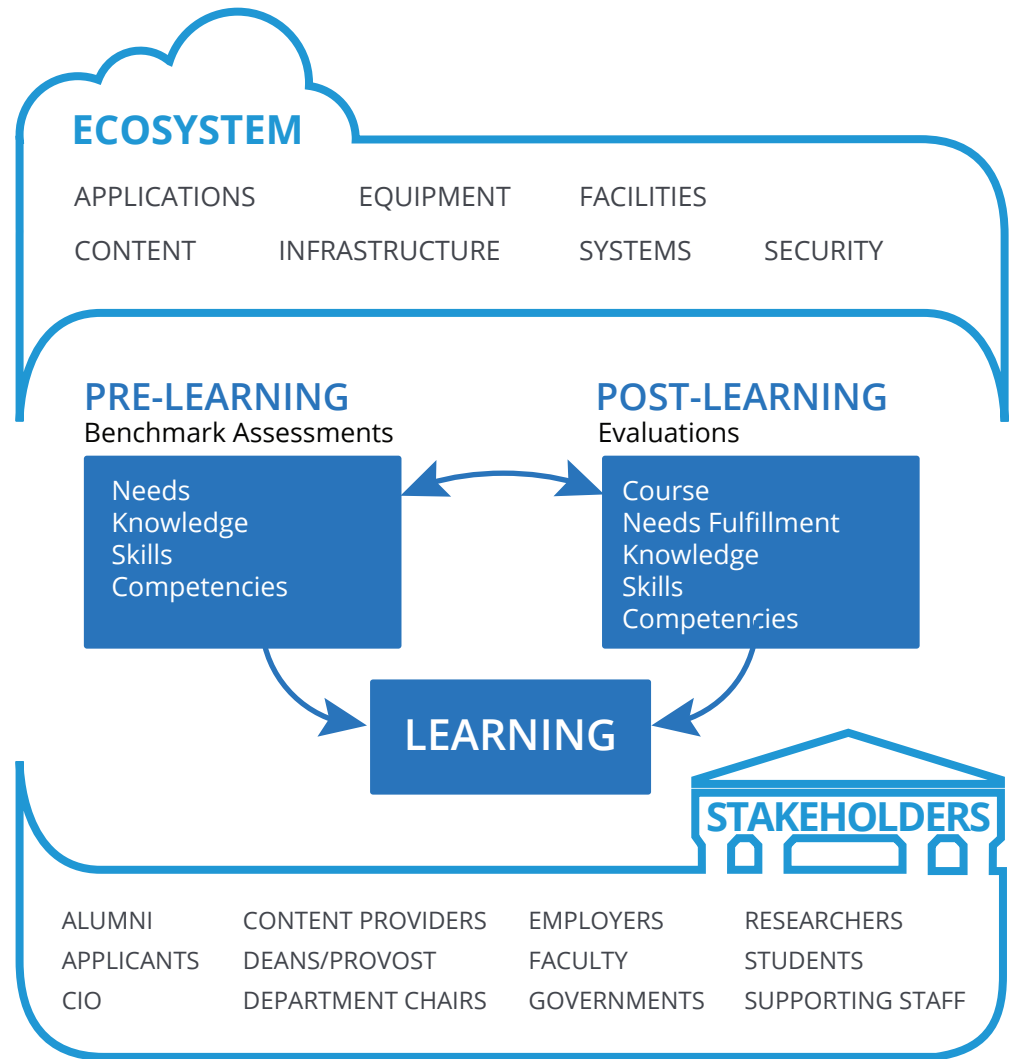 ECOSYSTEM
APPLICATIONS EQUIPMENT FACILITIES
CONTENT INFRASTRUCTURE SYSTEMS SECURITY
PRE-LEARNING
Benchmark Assessments
Needs
Knowledge
Skills
Competencies
POST-LEARNING
Evaluations
Course
Needs Fulfillment
Knowledge
Skills
Competencies
LEARNING
STAKEHOLDERS
ALUMNI CONTENT PROVIDERS EMPLOYERS RESEARCHERS
APPLICANTS DEANS/PROVOST FACULTY STUDENTS
CIO DEPARTMENT CHAIRS GOVERNMENTS SUPPORTING STAFF